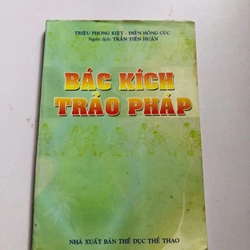 TRIỆU PHONG KIỆT - ĐIỀN HỒNG CÚC
Người dịch: TRẦN TIẾN HUẤN
BÁC KÍCH
TRẢO PHÁP
NHÀ XUẤT BẢN THỂ DỤC THỂ THAO